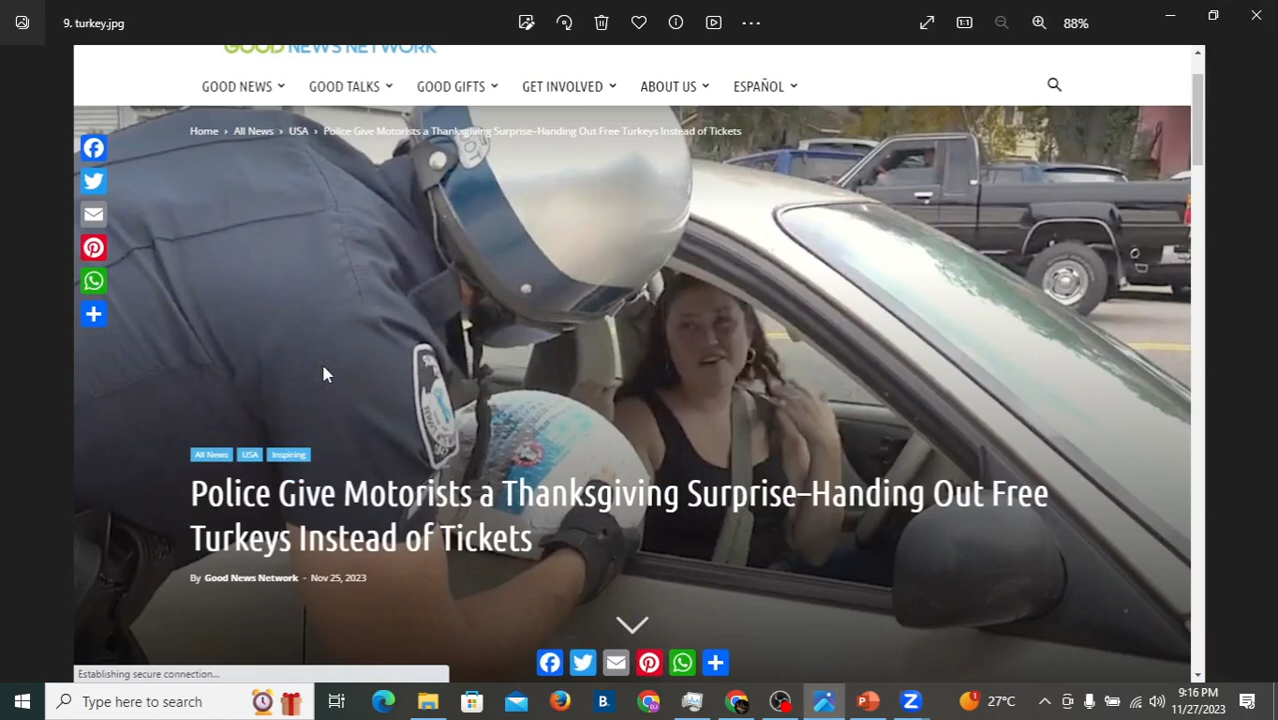 9. turkey.jpg
88%
GOOD NEWS NETWORK
GOOD NEWS
GOOD TALKS
GOOD GIFTS
GET INVOLVED
ABOUT US
ESPAÑOL
Home › All News › USA › Police Give Motorists a Thanksgiving Surprise–Handing Out Free Turkeys Instead of Tickets
All News USA Inspiring
Police Give Motorists a Thanksgiving Surprise–Handing Out Free
Turkeys Instead of Tickets
By Good News Network - Nov 25, 2023
Establishing secure connection...
Type here to search
27°C
9:16 PM
11/27/2023